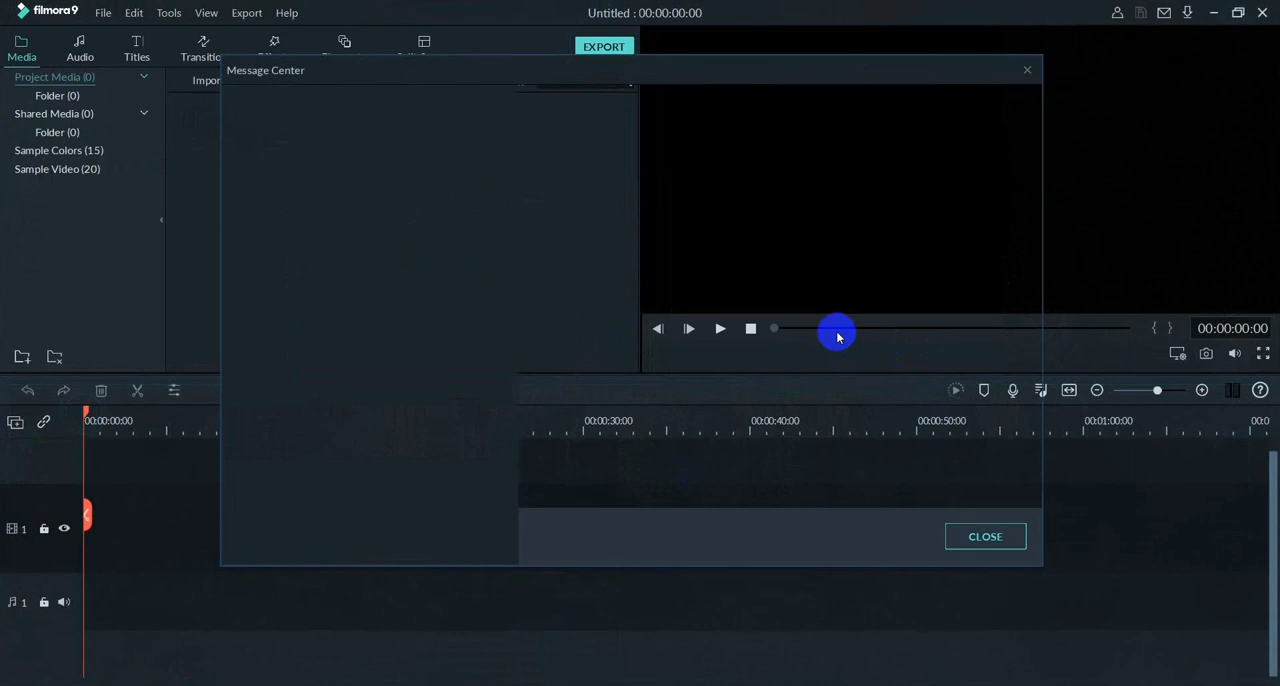 filmora9 File Edit Tools View Export Help Untitled : 00:00:00:00
Media Audio Titles EXPORT
Message Center
Project Media (0)
Folder (0)
Shared Media (0)
Folder (0)
Sample Colors (15)
Sample Video (20)
00:00:00:00
00:00:00:00 00:00:30:00 00:00:40:00 00:00:50:00 00:01:00:00 00:0
1
CLOSE
1